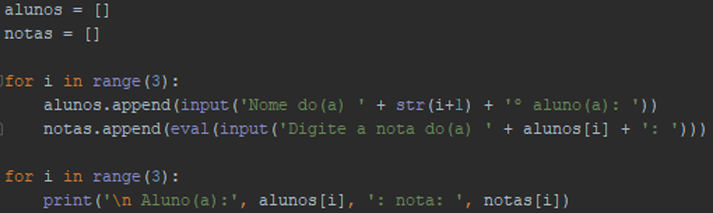 alunos = []
notas = []
for i in range(3):
    alunos.append(input('Nome do(a) ' + str(i+1) + '° aluno(a): '))
    notas.append(eval(input('Digite a nota do(a) ' + alunos[i] + ': ')))
for i in range(3):
    print('\n Aluno(a):', alunos[i], ': nota: ', notas[i])